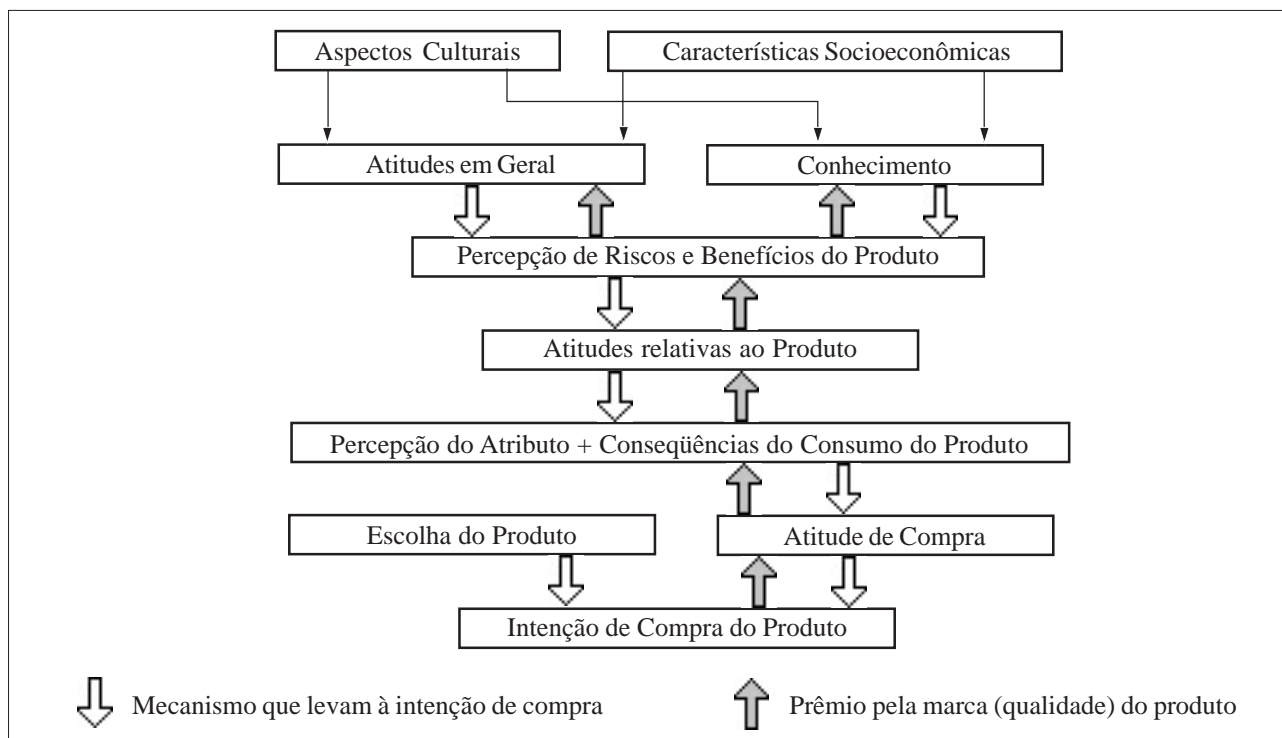 Aspectos Culturais
Características Socioeconômicas
Atitudes em Geral
Conhecimento
Percepção de Riscos e Benefícios do Produto
Atitudes relativas ao Produto
Percepção do Atributo + Conseqüências do Consumo do Produto
Escolha do Produto
Atitude de Compra
Intenção de Compra do Produto
Mecanismo que levam à intenção de compra
Prêmio pela marca (qualidade) do produto